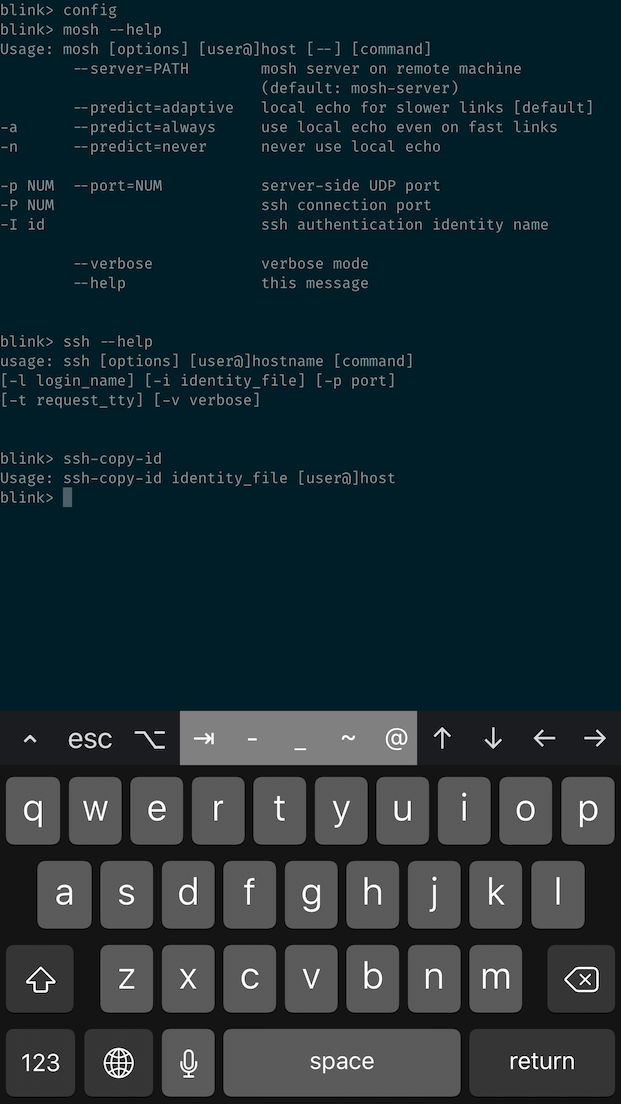 blink> config
blink> mosh --help
Usage: mosh [options] [user@]host [--] [command]
        --server=PATH        mosh server on remote machine
                             (default: mosh-server)
        --predict=adaptive   local echo for slower links [default]
-a      --predict=always     use local echo even on fast links
-n      --predict=never      never use local echo
-p NUM  --port=NUM           server-side UDP port
-P NUM                       ssh connection port
-I id                        ssh authentication identity name
        --verbose            verbose mode
        --help               this message
blink> ssh --help
usage: ssh [options] [user@]hostname [command]
[-l login_name] [-i identity_file] [-p port]
[-t request_tty] [-v verbose]
blink> ssh-copy-id
Usage: ssh-copy-id identity_file [user@]host
blink>
^ esc ⌥ ⇥ - _ ~ @ ↑ ↓ ← →
q w e r t y u i o p
a s d f g h j k l
z x c v b n m
123 space return